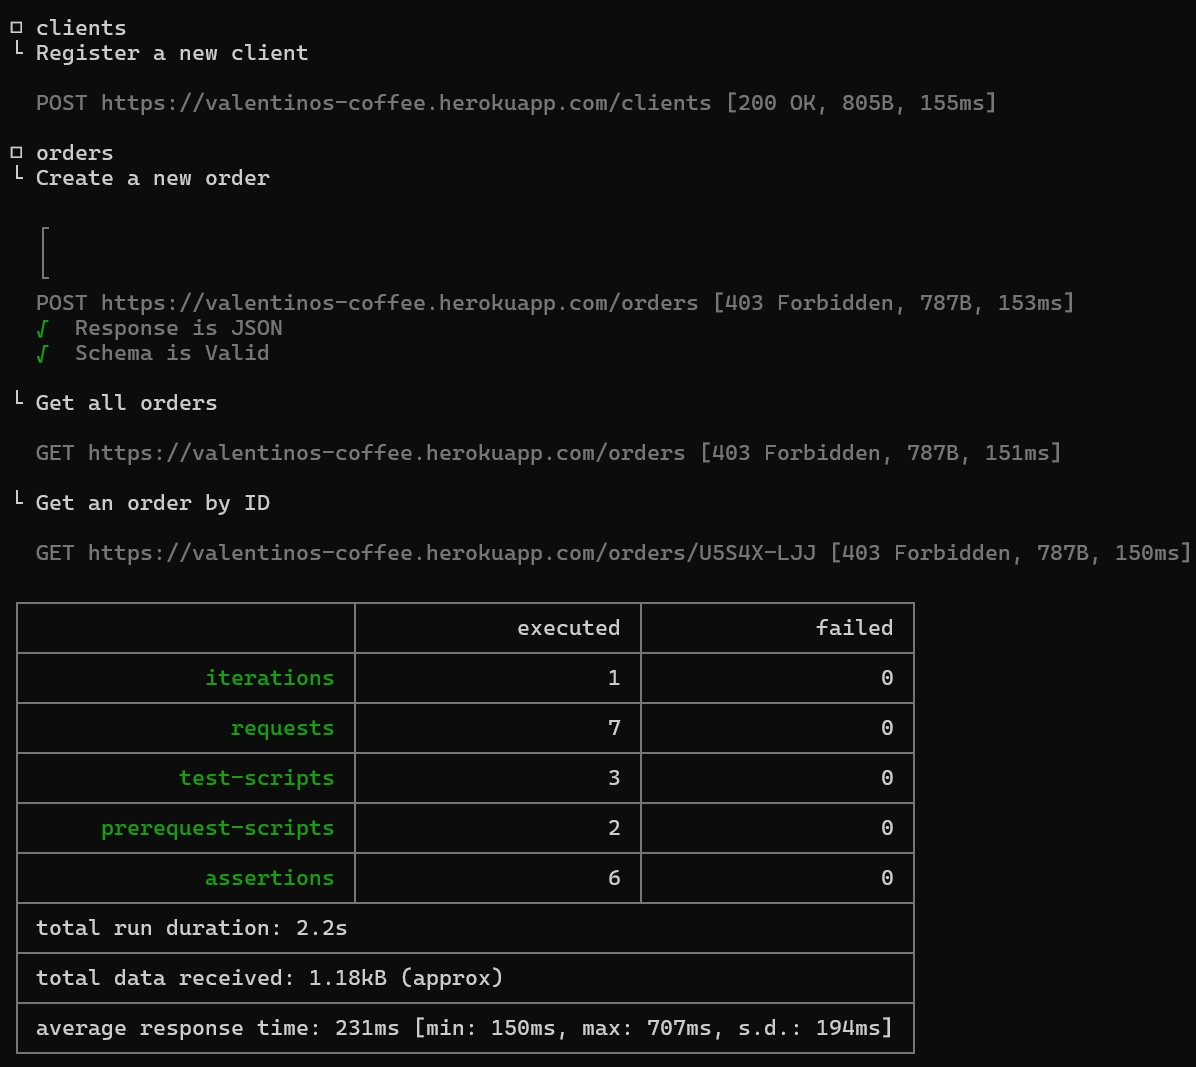 □ clients
└ Register a new client
POST https://valentinos-coffee.herokuapp.com/clients [200 OK, 805B, 155ms]
□ orders
└ Create a new order
POST https://valentinos-coffee.herokuapp.com/orders [403 Forbidden, 787B, 153ms]
√ Response is JSON
√ Schema is Valid
└ Get all orders
GET https://valentinos-coffee.herokuapp.com/orders [403 Forbidden, 787B, 151ms]
└ Get an order by ID
GET https://valentinos-coffee.herokuapp.com/orders/U5S4X-LJJ [403 Forbidden, 787B, 150ms]
executed failed
iterations 1 0
requests 7 0
test-scripts 3 0
prerequest-scripts 2 0
assertions 6 0
total run duration: 2.2s
total data received: 1.18kB (approx)
average response time: 231ms [min: 150ms, max: 707ms, s.d.: 194ms]